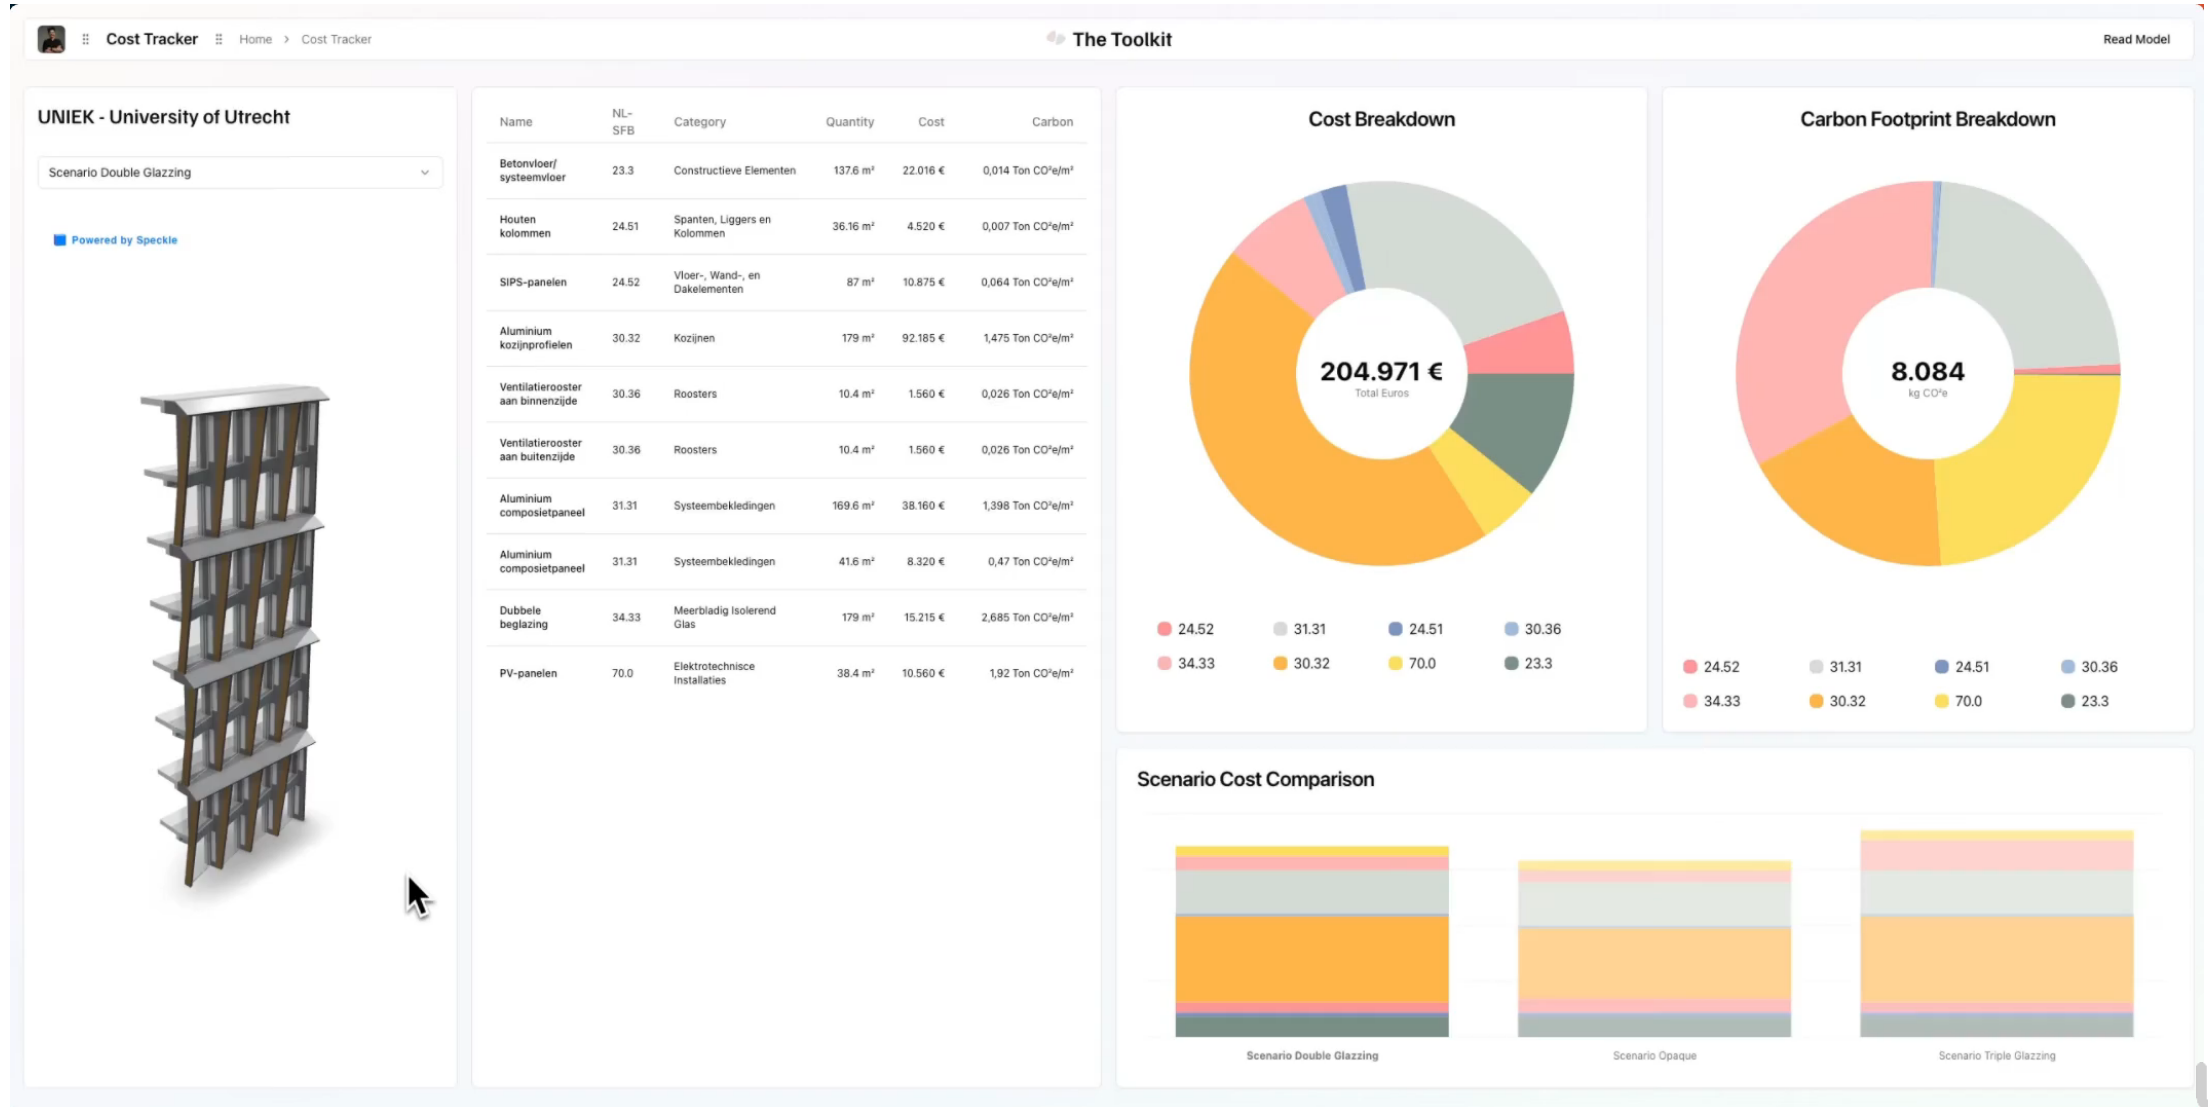 Cost Tracker
Home > Cost Tracker
The Toolkit
Read Model
UNIEK - University of Utrecht
Scenario Double Glazzing
Powered by Speckle
Name NL-SFB Category Quantity Cost Carbon
Betonvloer/ systeemvloer 23.3 Constructieve Elementen 137.6 m² 22.016 € 0,014 Ton CO²e/m²
Houten kolommen 24.51 Spanten, Liggers en Kolommen 36.16 m² 4.520 € 0,007 Ton CO²e/m²
SIPS-panelen 24.52 Vloer-, Wand-, en Dakelementen 87 m² 10.875 € 0,064 Ton CO²e/m²
Aluminium kozijnprofielen 30.32 Kozijnen 179 m² 92.185 € 1,475 Ton CO²e/m²
Ventilatierooster aan binnenzijde 30.36 Roosters 10.4 m² 1.560 € 0,026 Ton CO²e/m²
Ventilatierooster aan buitenzijde 30.36 Roosters 10.4 m² 1.560 € 0,026 Ton CO²e/m²
Aluminium composietpaneel 31.31 Systeembekledingen 169.6 m² 38.160 € 1,398 Ton CO²e/m²
Aluminium composietpaneel 31.31 Systeembekledingen 41.6 m² 8.320 € 0,47 Ton CO²e/m²
Dubbele beglazing 34.33 Meerbladig Isolerend Glas 179 m² 15.215 € 2,685 Ton CO²e/m²
PV-panelen 70.0 Elektrotechnisce Installaties 38.4 m² 10.560 € 1,92 Ton CO²e/m²
Cost Breakdown
204.971 €
Total Euros
24.52 31.31 24.51 30.36
34.33 30.32 70.0 23.3
Carbon Footprint Breakdown
8.084
kg CO²e
24.52 31.31 24.51 30.36
34.33 30.32 70.0 23.3
Scenario Cost Comparison
Scenario Double Glazzing
Scenario Opaque
Scenario Triple Glazzing